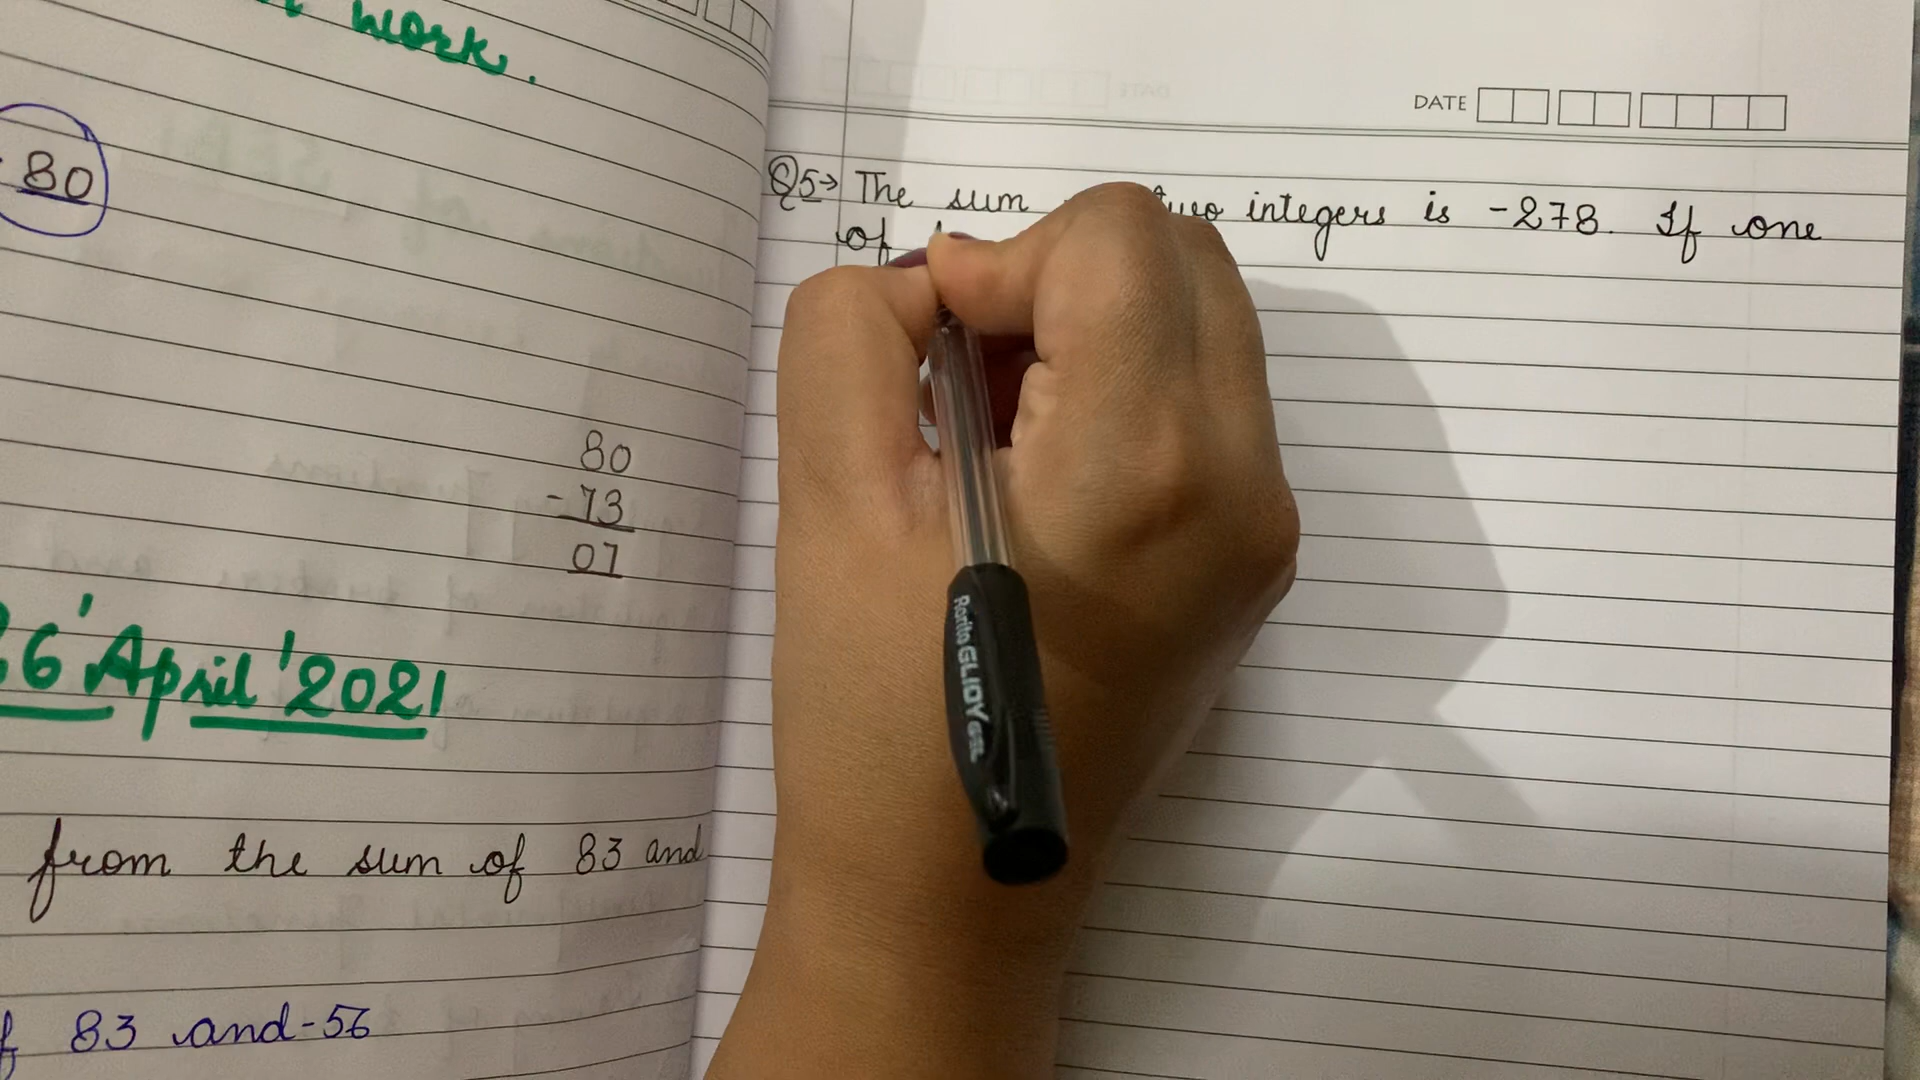 work.
80
80
-73
07
26 April '2021
from the sum of 83 and
83 and -56
DATE
Q5→ The sum two integers is -278. If one
of
Rorito GLIDY GEL